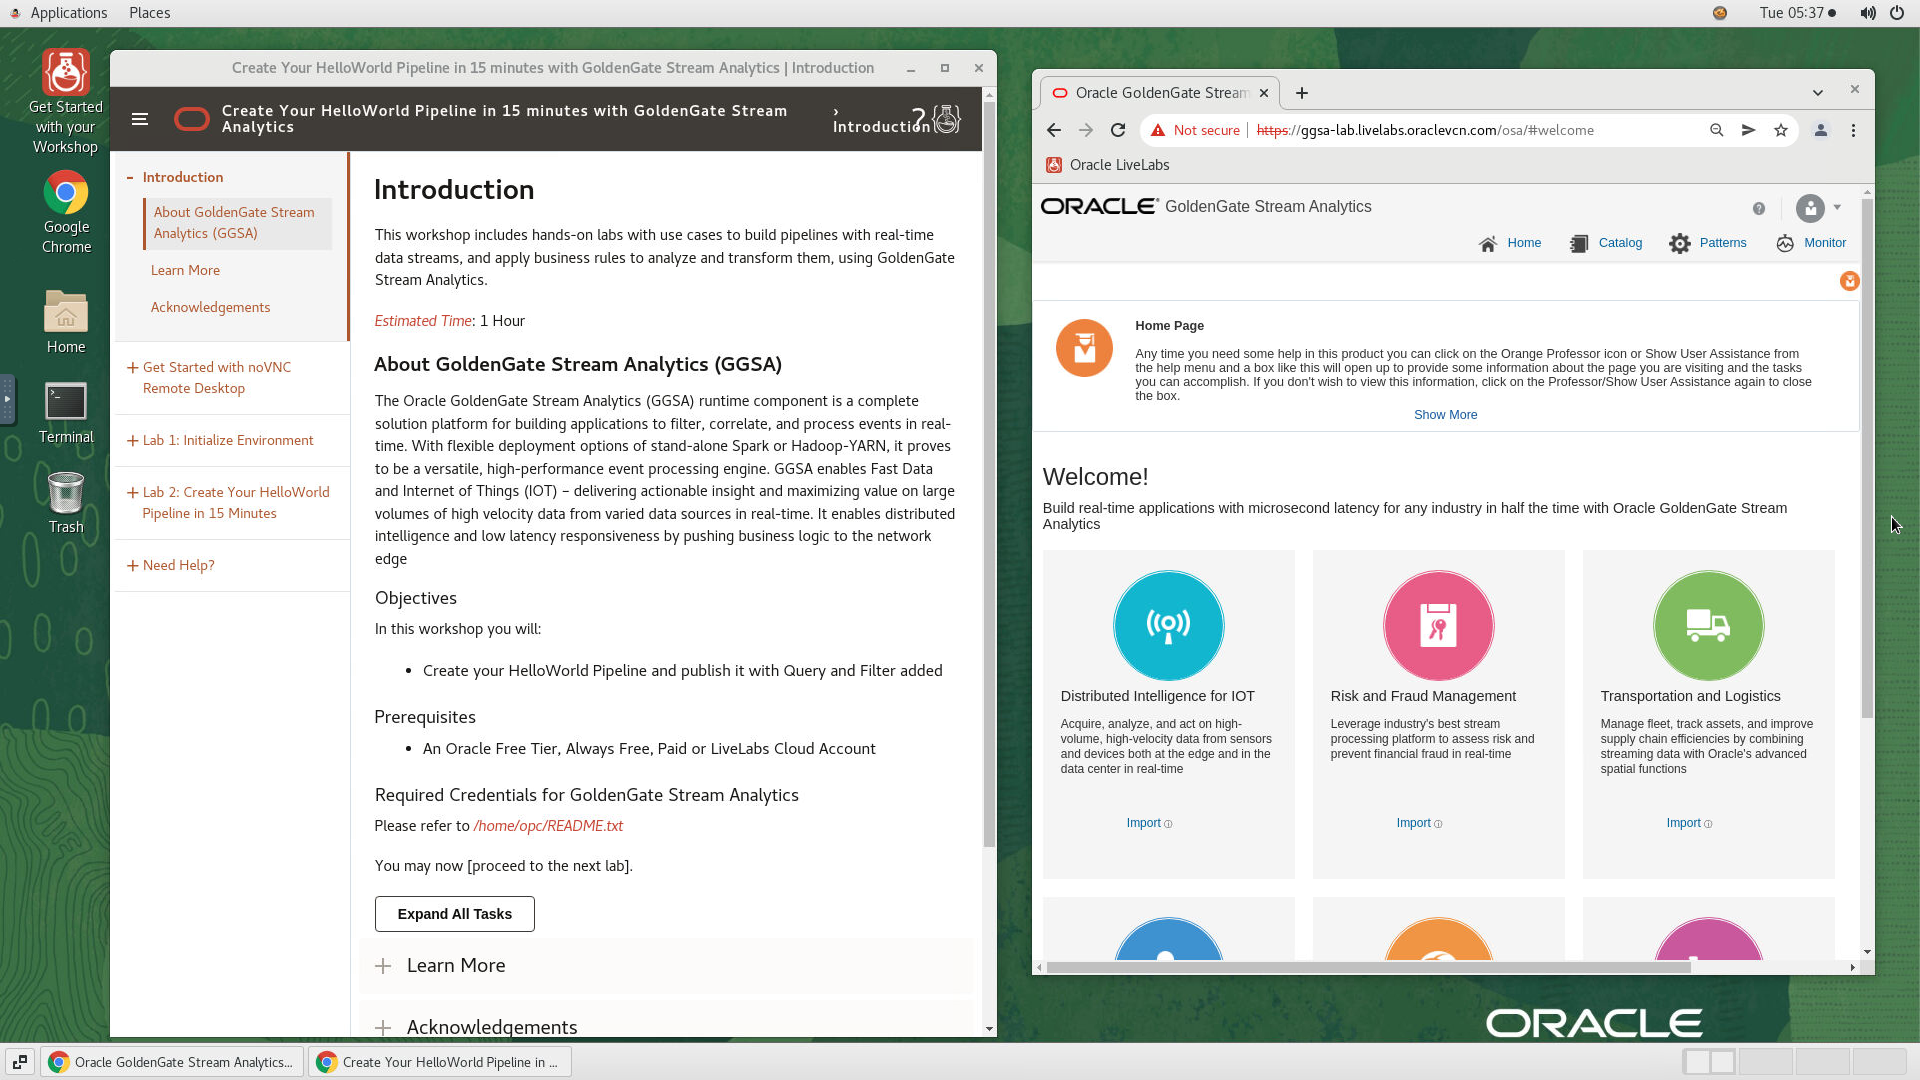 Applications Places
Tue 05:37
Get Started
with your
Workshop
Google
Chrome
Home
Terminal
Trash
Create Your HelloWorld Pipeline in 15 minutes with GoldenGate Stream Analytics | Introduction
Create Your HelloWorld Pipeline in 15 minutes with GoldenGate Stream
Analytics
›
Introduction
?
- Introduction
About GoldenGate Stream
Analytics (GGSA)
Learn More
Acknowledgements
+ Get Started with noVNC
Remote Desktop
+ Lab 1: Initialize Environment
+ Lab 2: Create Your HelloWorld
Pipeline in 15 Minutes
+ Need Help?
Introduction
This workshop includes hands-on labs with use cases to build pipelines with real-time
data streams, and apply business rules to analyze and transform them, using GoldenGate
Stream Analytics.
Estimated Time: 1 Hour
About GoldenGate Stream Analytics (GGSA)
The Oracle GoldenGate Stream Analytics (GGSA) runtime component is a complete
solution platform for building applications to filter, correlate, and process events in real-
time. With flexible deployment options of stand-alone Spark or Hadoop-YARN, it proves
to be a versatile, high-performance event processing engine. GGSA enables Fast Data
and Internet of Things (IOT) – delivering actionable insight and maximizing value on large
volumes of high velocity data from varied data sources in real-time. It enables distributed
intelligence and low latency responsiveness by pushing business logic to the network
edge
Objectives
In this workshop you will:
• Create your HelloWorld Pipeline and publish it with Query and Filter added
Prerequisites
• An Oracle Free Tier, Always Free, Paid or LiveLabs Cloud Account
Required Credentials for GoldenGate Stream Analytics
Please refer to /home/opc/README.txt
You may now [proceed to the next lab].
Expand All Tasks
+ Learn More
+ Acknowledgements
Oracle GoldenGate Stream
Not secure | https://ggsa-lab.livelabs.oraclevcn.com/osa/#welcome
Oracle LiveLabs
ORACLE® GoldenGate Stream Analytics
Home Catalog Patterns Monitor
Home Page
Any time you need some help in this product you can click on the Orange Professor icon or Show User Assistance from
the help menu and a box like this will open up to provide some information about the page you are visiting and the tasks
you can accomplish. If you don't wish to view this information, click on the Professor/Show User Assistance again to close
the box.
Show More
Welcome!
Build real-time applications with microsecond latency for any industry in half the time with Oracle GoldenGate Stream
Analytics
Distributed Intelligence for IOT
Acquire, analyze, and act on high-
volume, high-velocity data from sensors
and devices both at the edge and in the
data center in real-time
Import
Risk and Fraud Management
Leverage industry's best stream
processing platform to assess risk and
prevent financial fraud in real-time
Import
Transportation and Logistics
Manage fleet, track assets, and improve
supply chain efficiencies by combining
streaming data with Oracle's advanced
spatial functions
Import
ORACLE
Oracle GoldenGate Stream Analytics...
Create Your HelloWorld Pipeline in ...